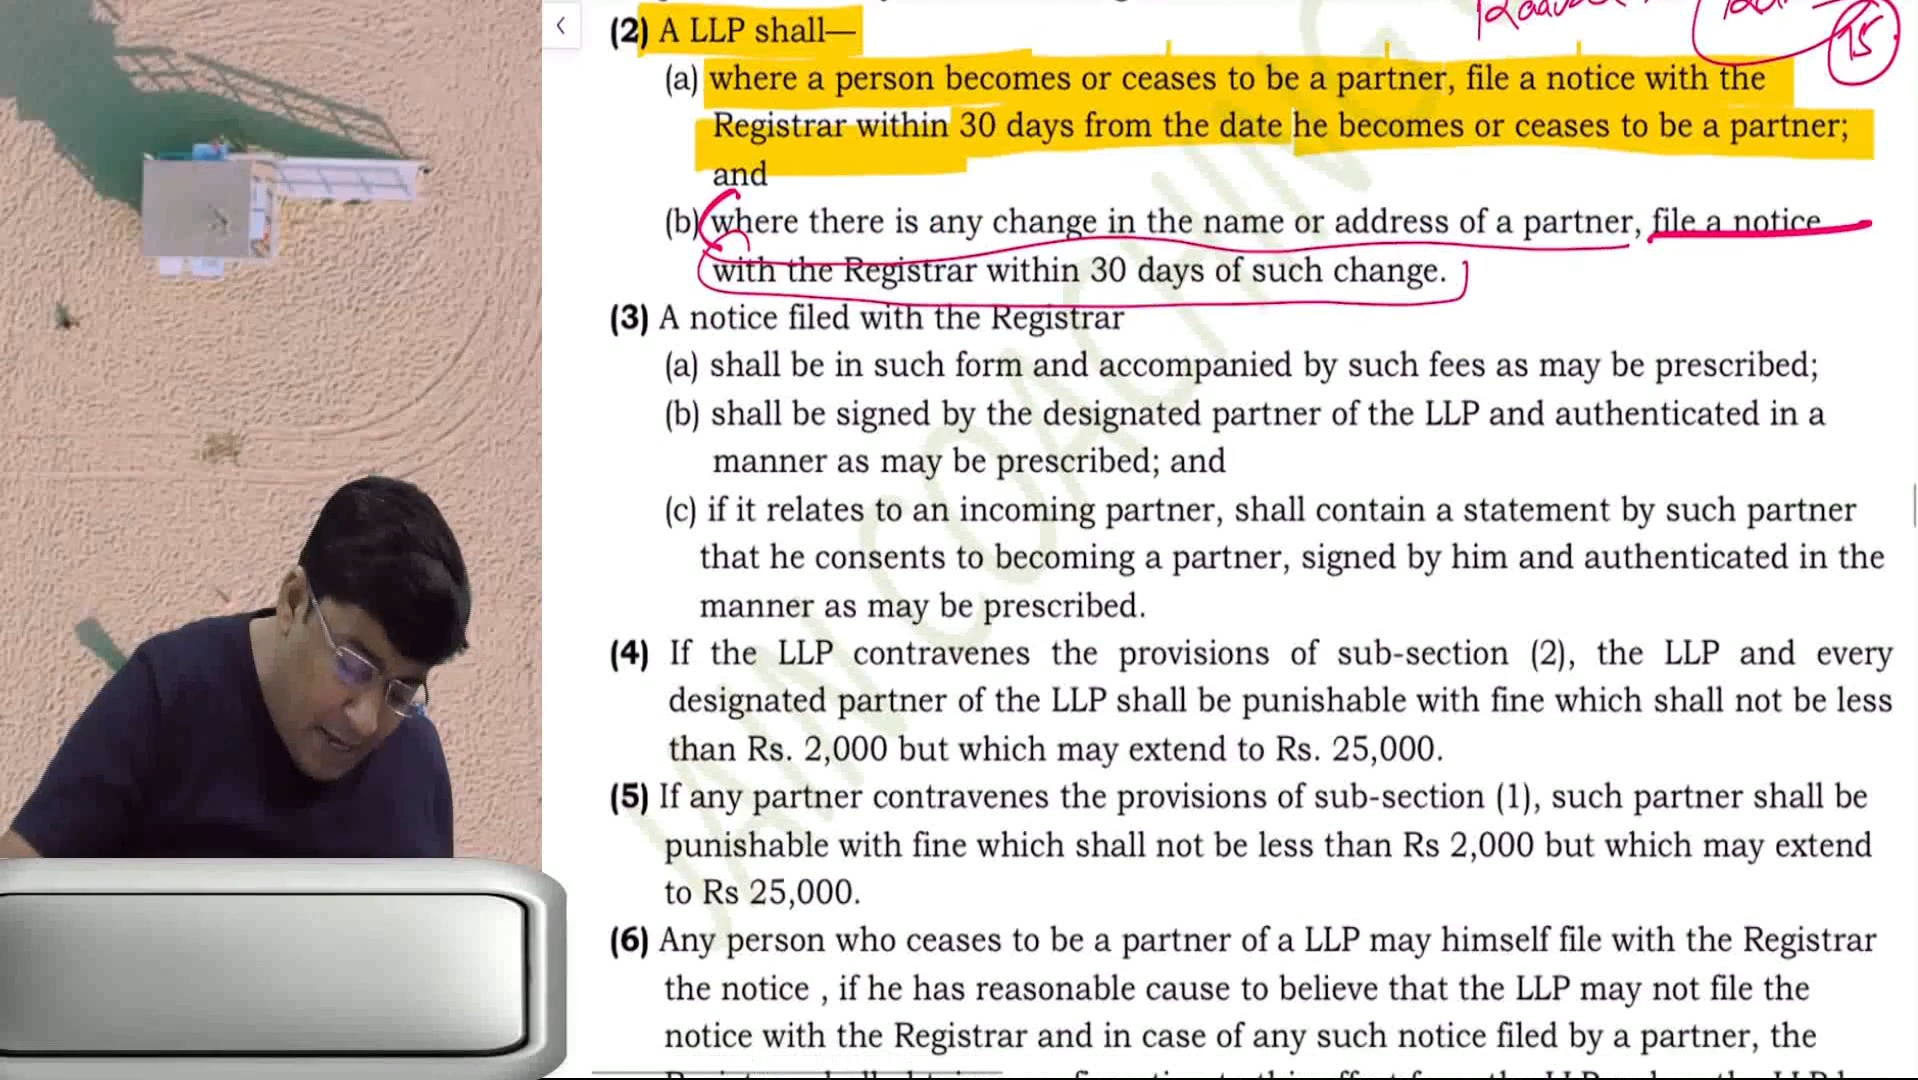 15
(2) A LLP shall—
(a) where a person becomes or ceases to be a partner, file a notice with the
Registrar within 30 days from the date he becomes or ceases to be a partner;
and
(b) where there is any change in the name or address of a partner, file a notice
with the Registrar within 30 days of such change.
(3) A notice filed with the Registrar
(a) shall be in such form and accompanied by such fees as may be prescribed;
(b) shall be signed by the designated partner of the LLP and authenticated in a
manner as may be prescribed; and
(c) if it relates to an incoming partner, shall contain a statement by such partner
that he consents to becoming a partner, signed by him and authenticated in the
manner as may be prescribed.
(4) If the LLP contravenes the provisions of sub-section (2), the LLP and every
designated partner of the LLP shall be punishable with fine which shall not be less
than Rs. 2,000 but which may extend to Rs. 25,000.
(5) If any partner contravenes the provisions of sub-section (1), such partner shall be
punishable with fine which shall not be less than Rs 2,000 but which may extend
to Rs 25,000.
(6) Any person who ceases to be a partner of a LLP may himself file with the Registrar
the notice , if he has reasonable cause to believe that the LLP may not file the
notice with the Registrar and in case of any such notice filed by a partner, the
JAIN COACHING